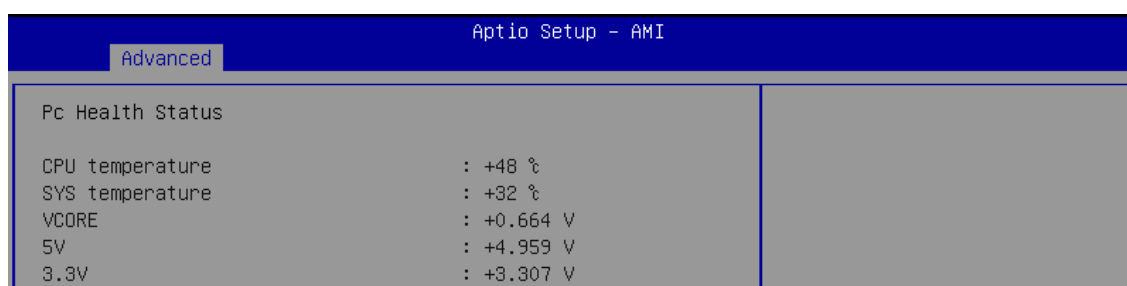 Aptio Setup – AMI
Advanced
Pc Health Status
CPU temperature : +48 ℃
SYS temperature : +32 ℃
VCORE : +0.664 V
5V : +4.959 V
3.3V : +3.307 V